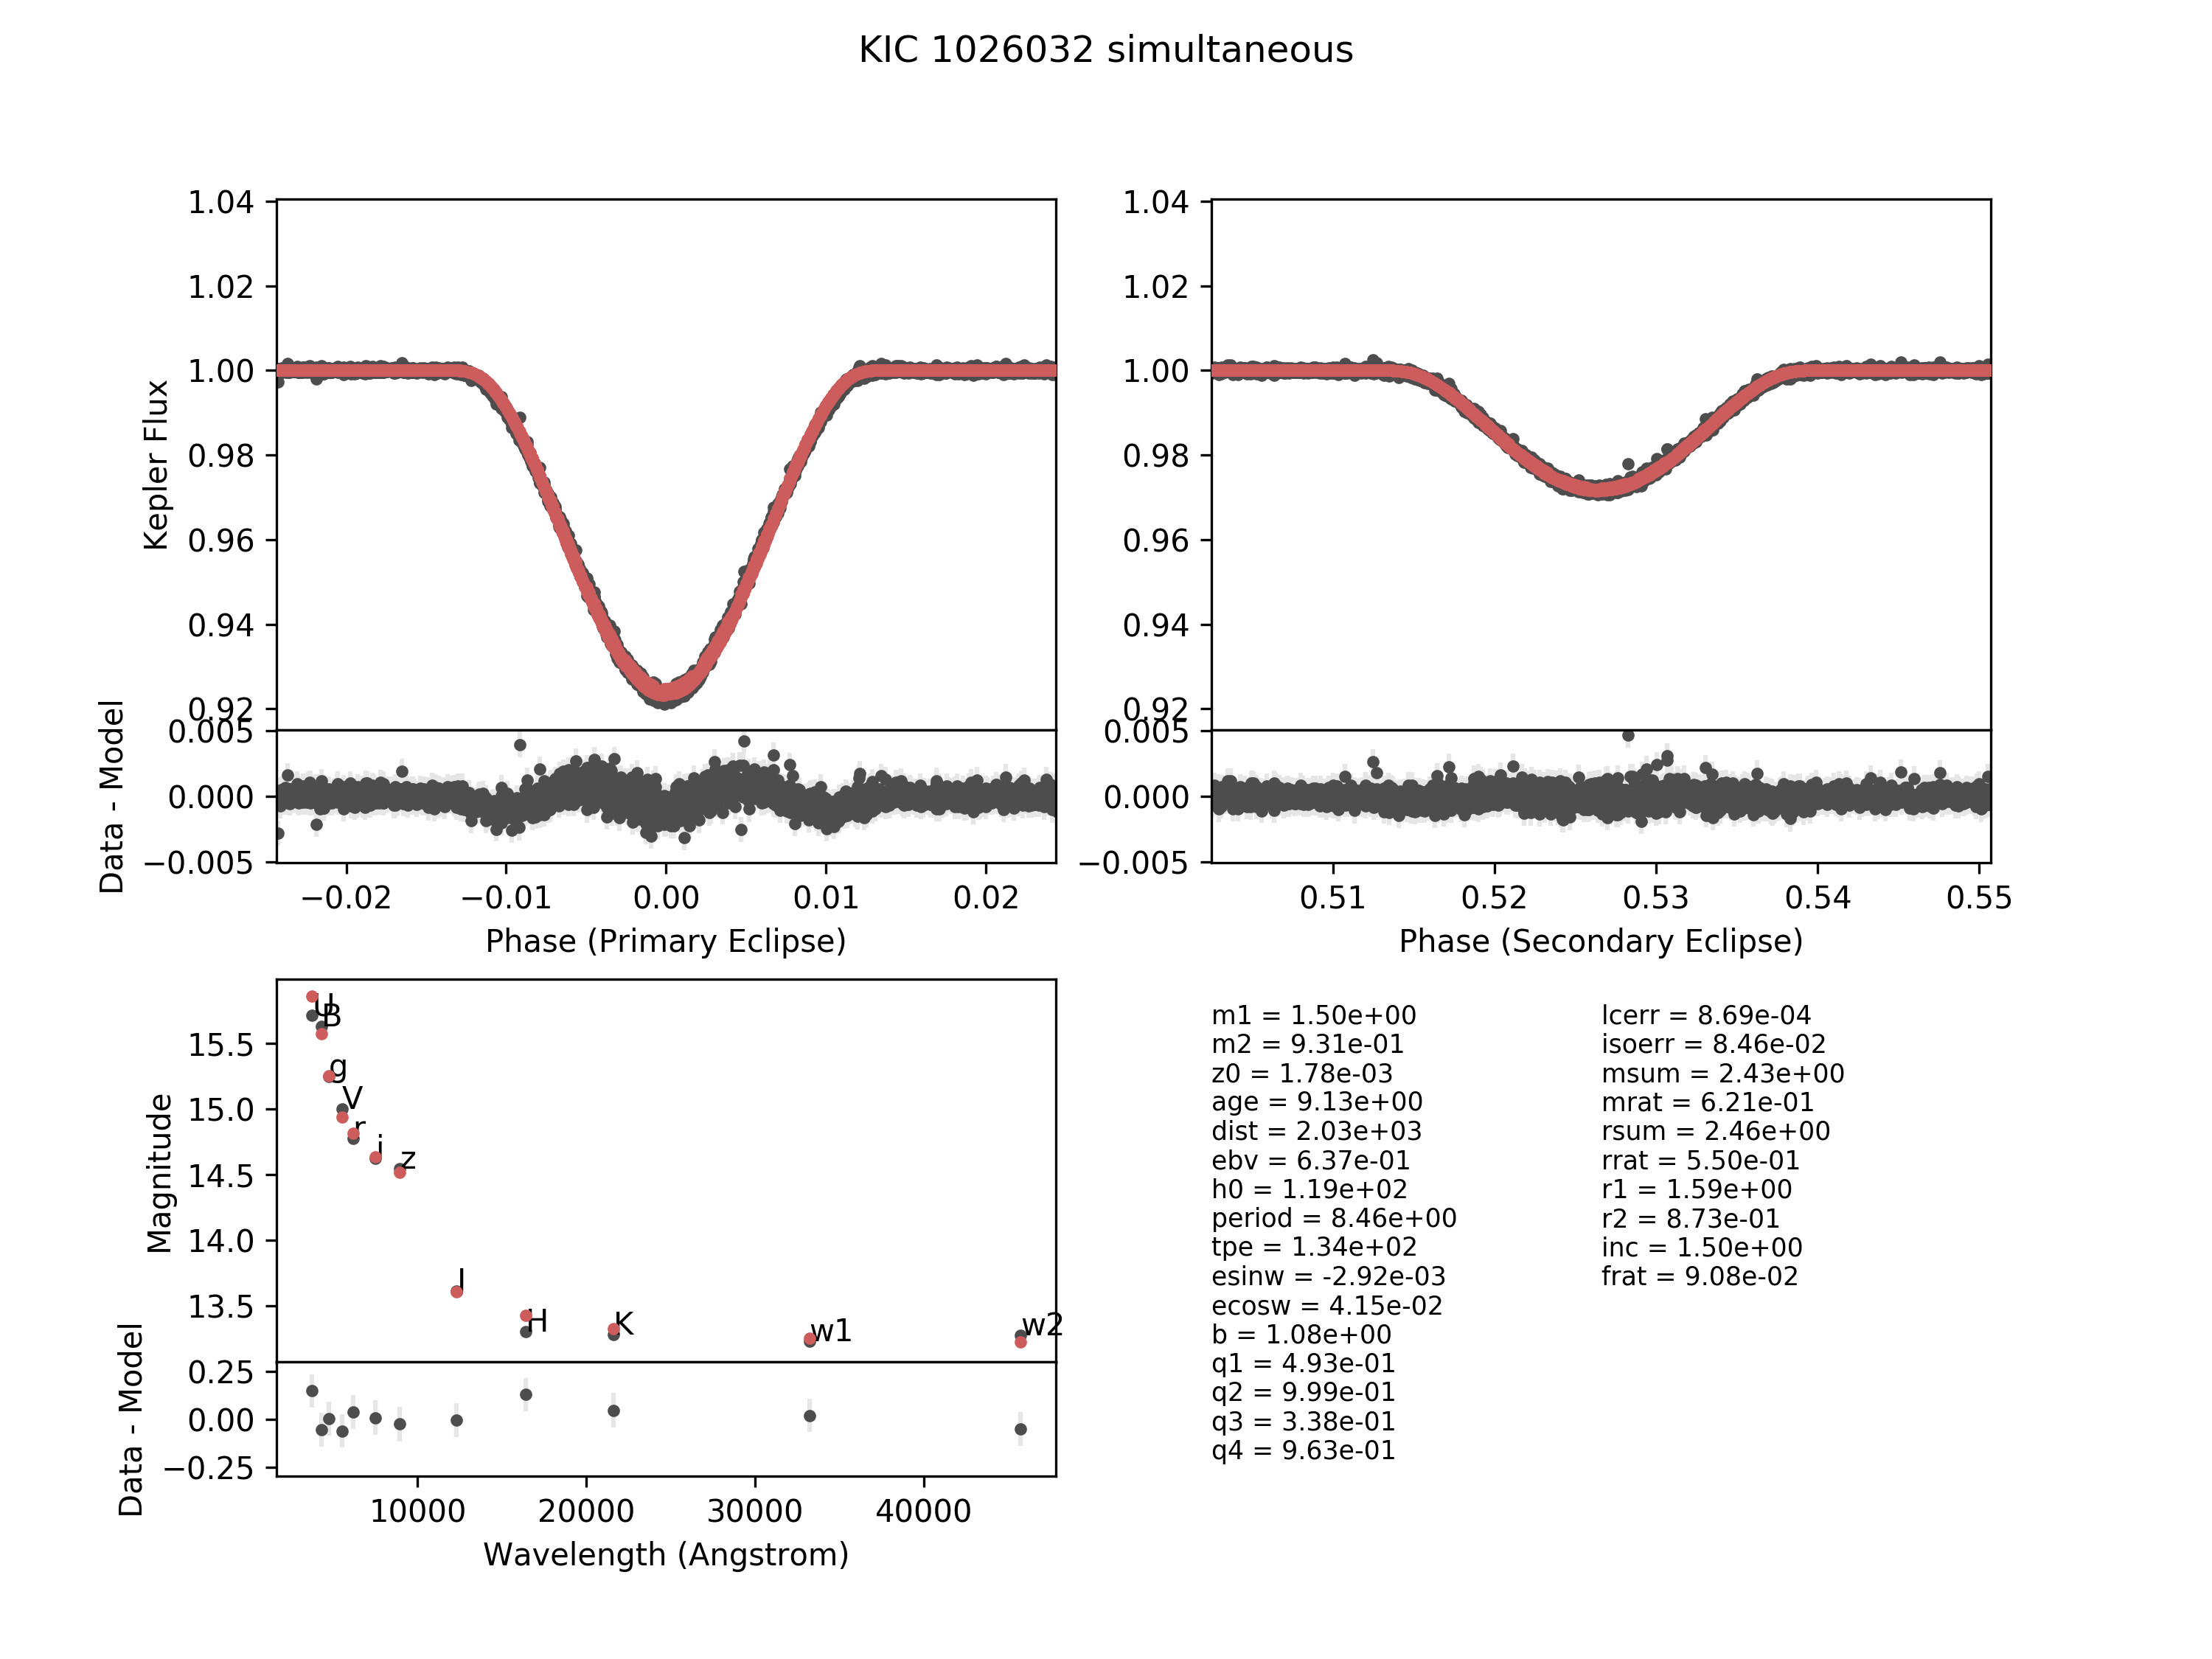 KIC 1026032 simultaneous
1.04
1.02
1.00
0.98
0.96
0.94
0.92
Kepler Flux
0.005
0.000
−0.005
Data - Model
−0.02
−0.01
0.00
0.01
0.02
Phase (Primary Eclipse)
1.04
1.02
1.00
0.98
0.96
0.94
0.92
0.005
0.000
−0.005
0.51
0.52
0.53
0.54
0.55
Phase (Secondary Eclipse)
15.5
15.0
14.5
14.0
13.5
Magnitude
U
B
g
V
r
i
z
J
H
K
w1
w2
0.25
0.00
−0.25
Data - Model
10000
20000
30000
40000
Wavelength (Angstrom)
m1 = 1.50e+00
m2 = 9.31e-01
z0 = 1.78e-03
age = 9.13e+00
dist = 2.03e+03
ebv = 6.37e-01
h0 = 1.19e+02
period = 8.46e+00
tpe = 1.34e+02
esinw = -2.92e-03
ecosw = 4.15e-02
b = 1.08e+00
q1 = 4.93e-01
q2 = 9.99e-01
q3 = 3.38e-01
q4 = 9.63e-01
lcerr = 8.69e-04
isoerr = 8.46e-02
msum = 2.43e+00
mrat = 6.21e-01
rsum = 2.46e+00
rrat = 5.50e-01
r1 = 1.59e+00
r2 = 8.73e-01
inc = 1.50e+00
frat = 9.08e-02